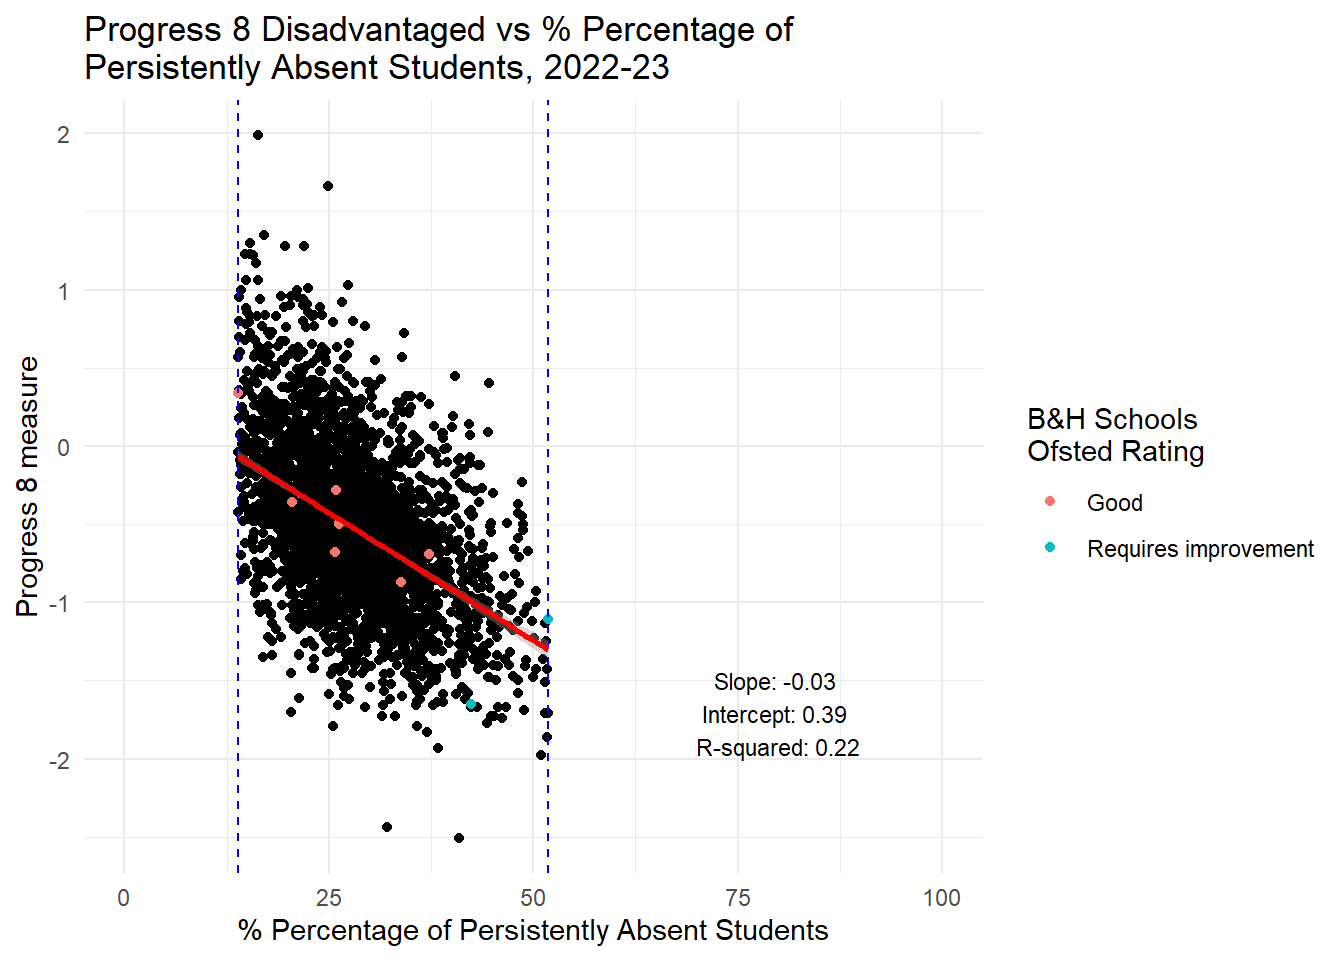 Progress 8 Disadvantaged vs % Percentage of
Persistently Absent Students, 2022-23
Progress 8 measure
2
1
0
-1
-2
Slope: -0.03
Intercept: 0.39
R-squared: 0.22
0
25
50
75
100
% Percentage of Persistently Absent Students
B&H Schools
Ofsted Rating
Good
Requires improvement